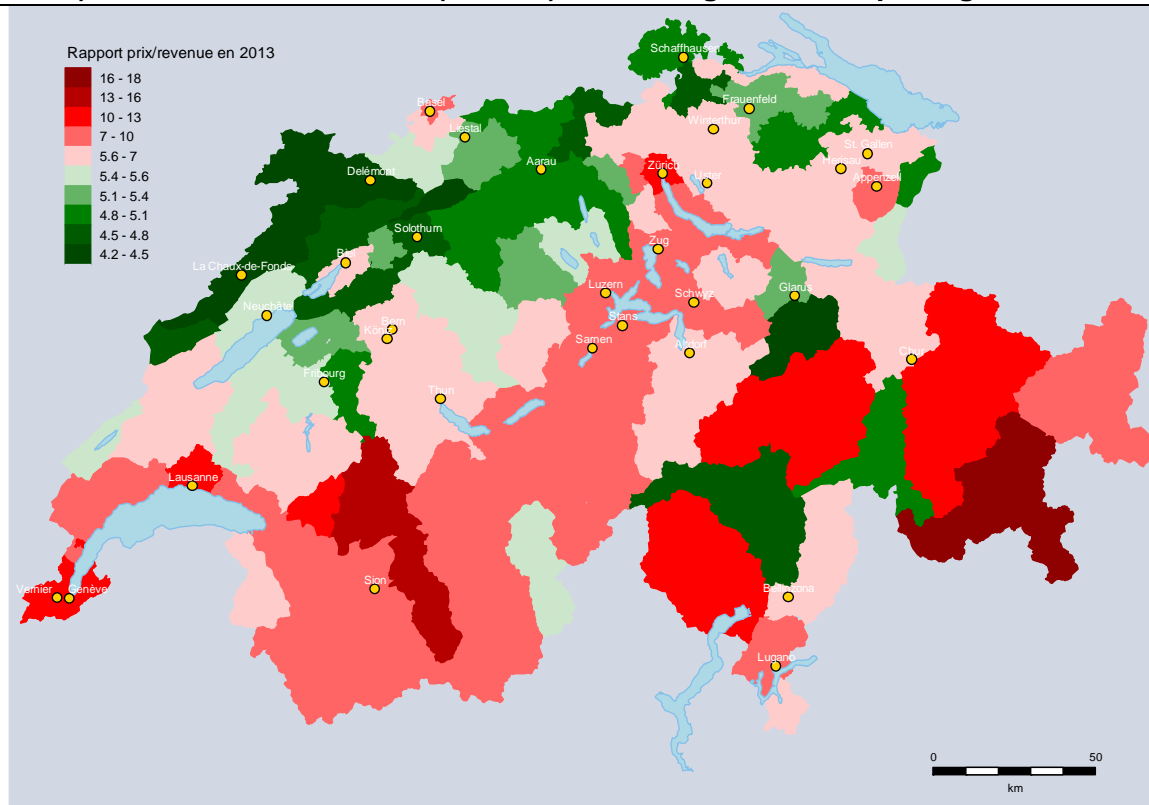 Rapport prix/revenue en 2013
16 - 18
13 - 16
10 - 13
7 - 10
5.6 - 7
5.4 - 5.6
5.1 - 5.4
4.8 - 5.1
4.5 - 4.8
4.2 - 4.5
Schaffhausen
Basel
Frauenfeld
Winterthur
Liestal
St. Gallen
Herisau
Aarau
Zürich
Uster
Appenzell
Delémont
Solothurn
Zug
Biel
La Chaux-de-Fonds
Luzern
Schwyz
Glarus
Neuchâtel
Stans
Bern
Köniz
Sarnen
Altdorf
Chur
Fribourg
Thun
Lausanne
Sion
Vernier
Genève
Bellinzona
Lugano
0
50
km